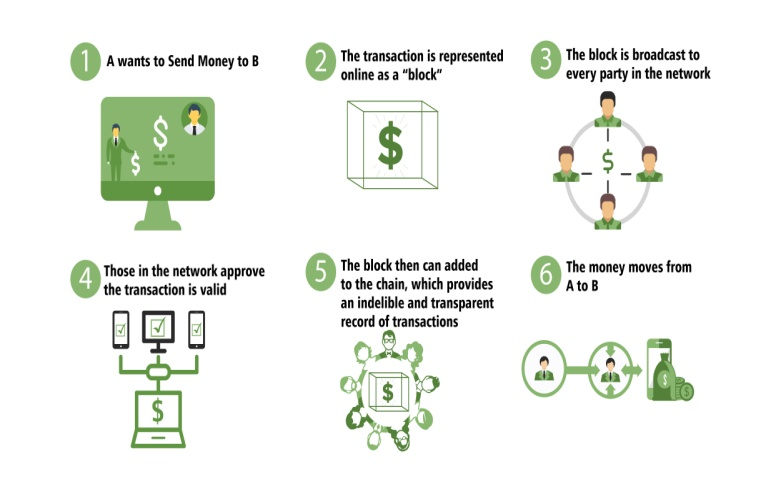 1
A wants to Send Money to B
2
The transaction is represented
online as a “block”
3
The block is broadcast to
every party in the network
$
$
$
$
4
Those in the network approve
the transaction is valid
5
The block then can added
to the chain, which provides
an indelible and transparent
record of transactions
6
The money moves from
A to B
$
$
$
$